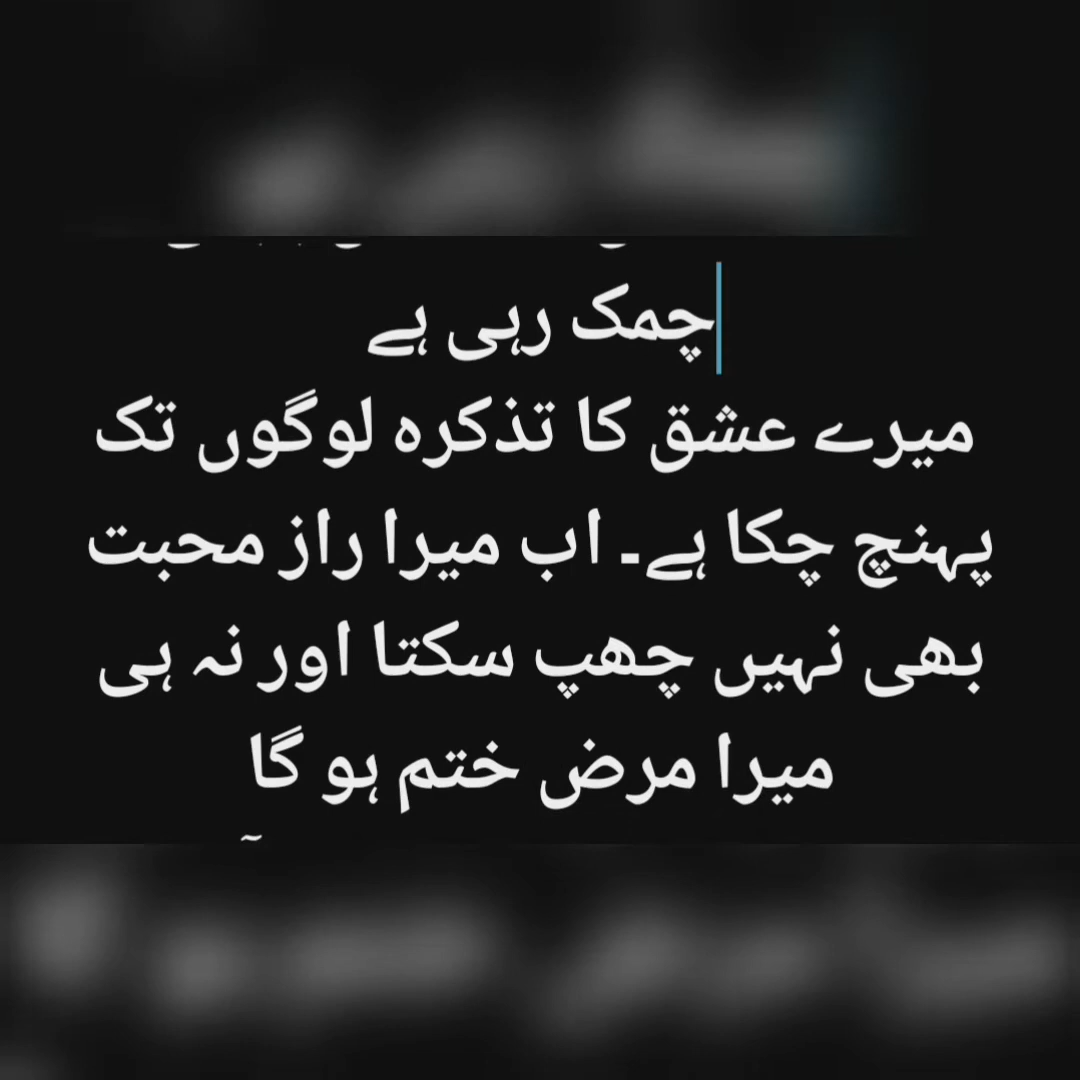 چمک رہی ہے
میرے عشق کا تذکرہ لوگوں تک
پہنچ چکا ہے۔ اب میرا راز محبت
بھی نہیں چھپ سکتا اور نہ ہی
میرا مرض ختم ہو گا